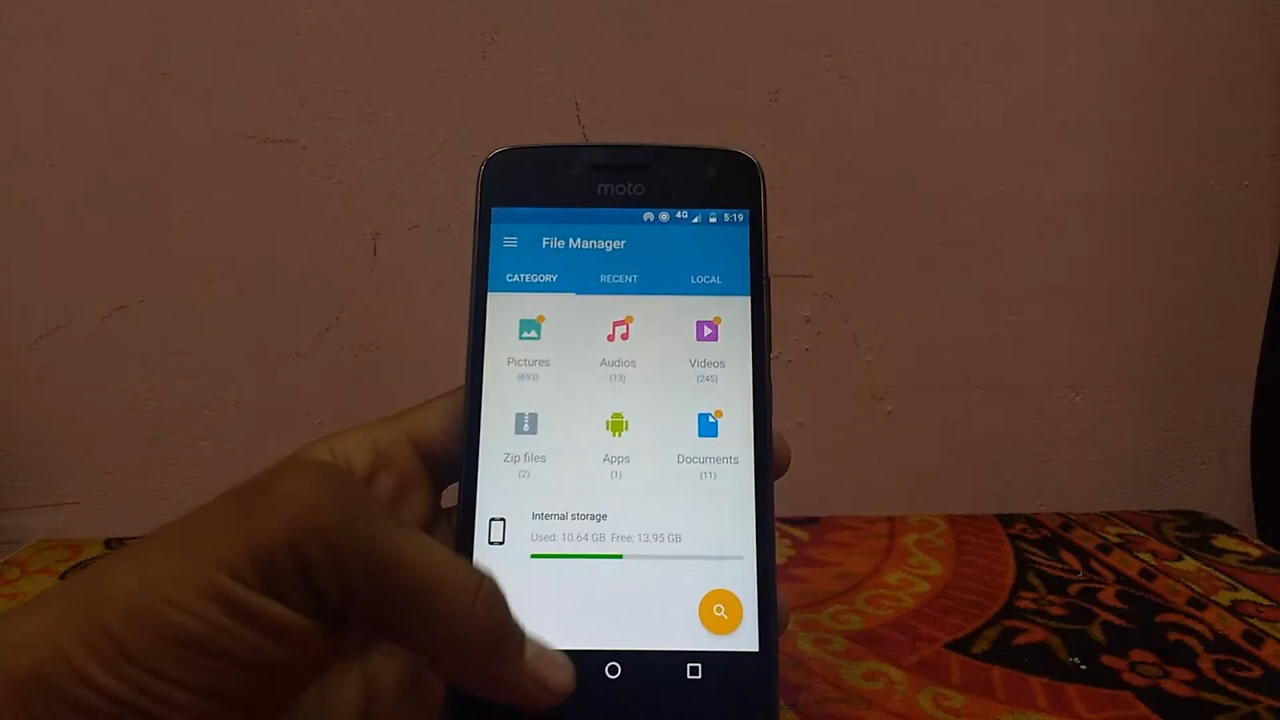 moto
4G 5:19
File Manager
CATEGORY RECENT LOCAL
Pictures Audios Videos
(693) (13) (245)
Zip files Apps Documents
(2) (1) (11)
Internal storage
Used: 10.64 GB Free: 13.95 GB